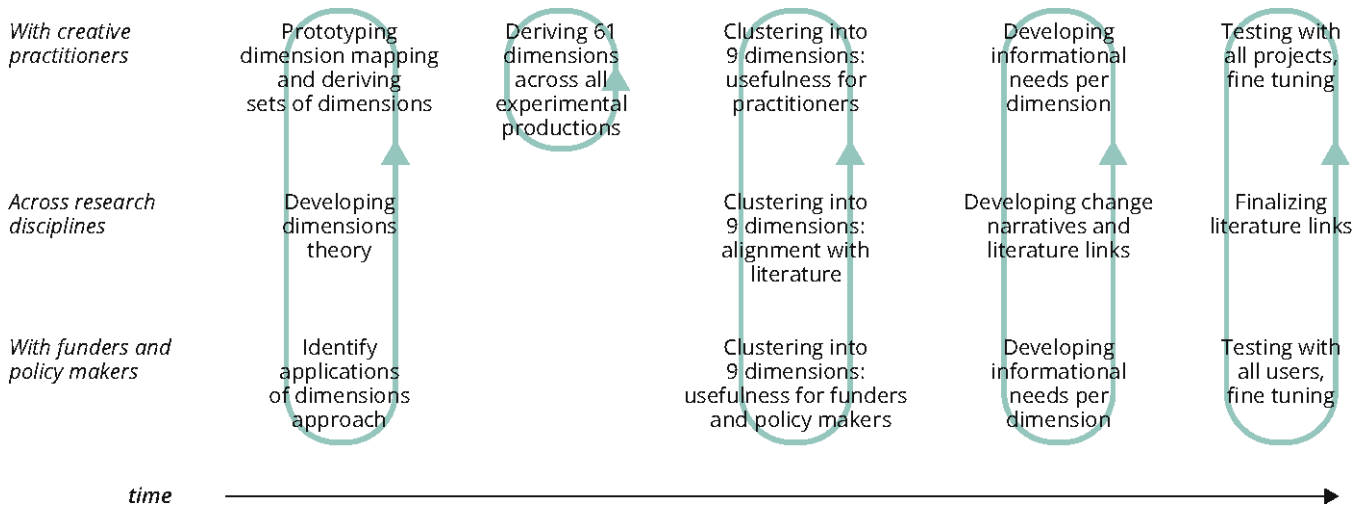 With creative
practitioners
Prototyping
dimension mapping
and deriving
sets of dimensions
Deriving 61
dimensions
across all
experimental
productions
Clustering into
9 dimensions:
usefulness for
practitioners
Developing
informational
needs per
dimension
Testing with
all projects,
fine tuning
Across research
disciplines
Developing
dimensions
theory
Clustering into
9 dimensions:
alignment with
literature
Developing change
narratives and
literature links
Finalizing
literature links
With funders and
policy makers
Identify
applications
of dimensions
approach
Clustering into
9 dimensions:
usefulness for funders
and policy makers
Developing
informational
needs per
dimension
Testing with
all users,
fine tuning
time